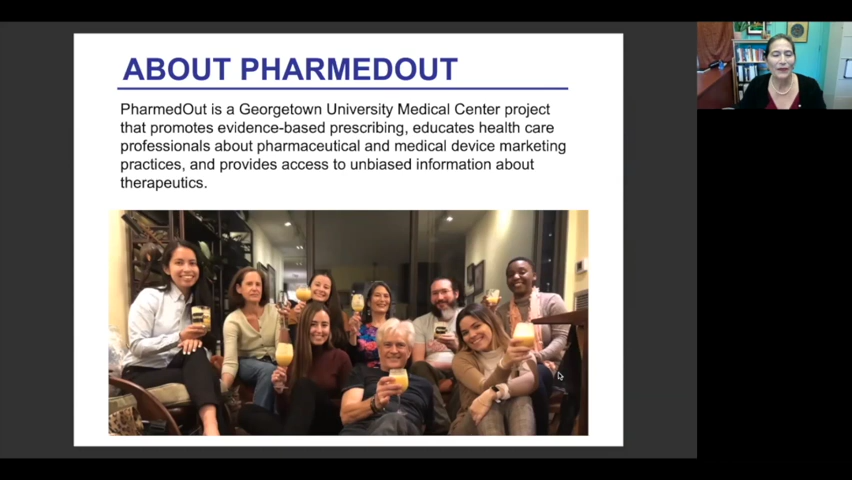 ABOUT PHARMEDOUT
PharmedOut is a Georgetown University Medical Center project
that promotes evidence-based prescribing, educates health care
professionals about pharmaceutical and medical device marketing
practices, and provides access to unbiased information about
therapeutics.